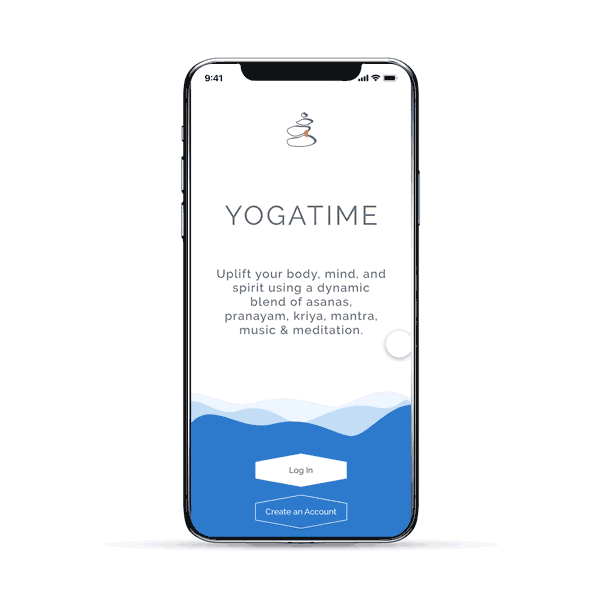 9:41
YOGATIME
Uplift your body, mind, and
spirit using a dynamic
blend of asanas,
pranayam, kriya, mantra,
music & meditation.
Log In
Create an Account